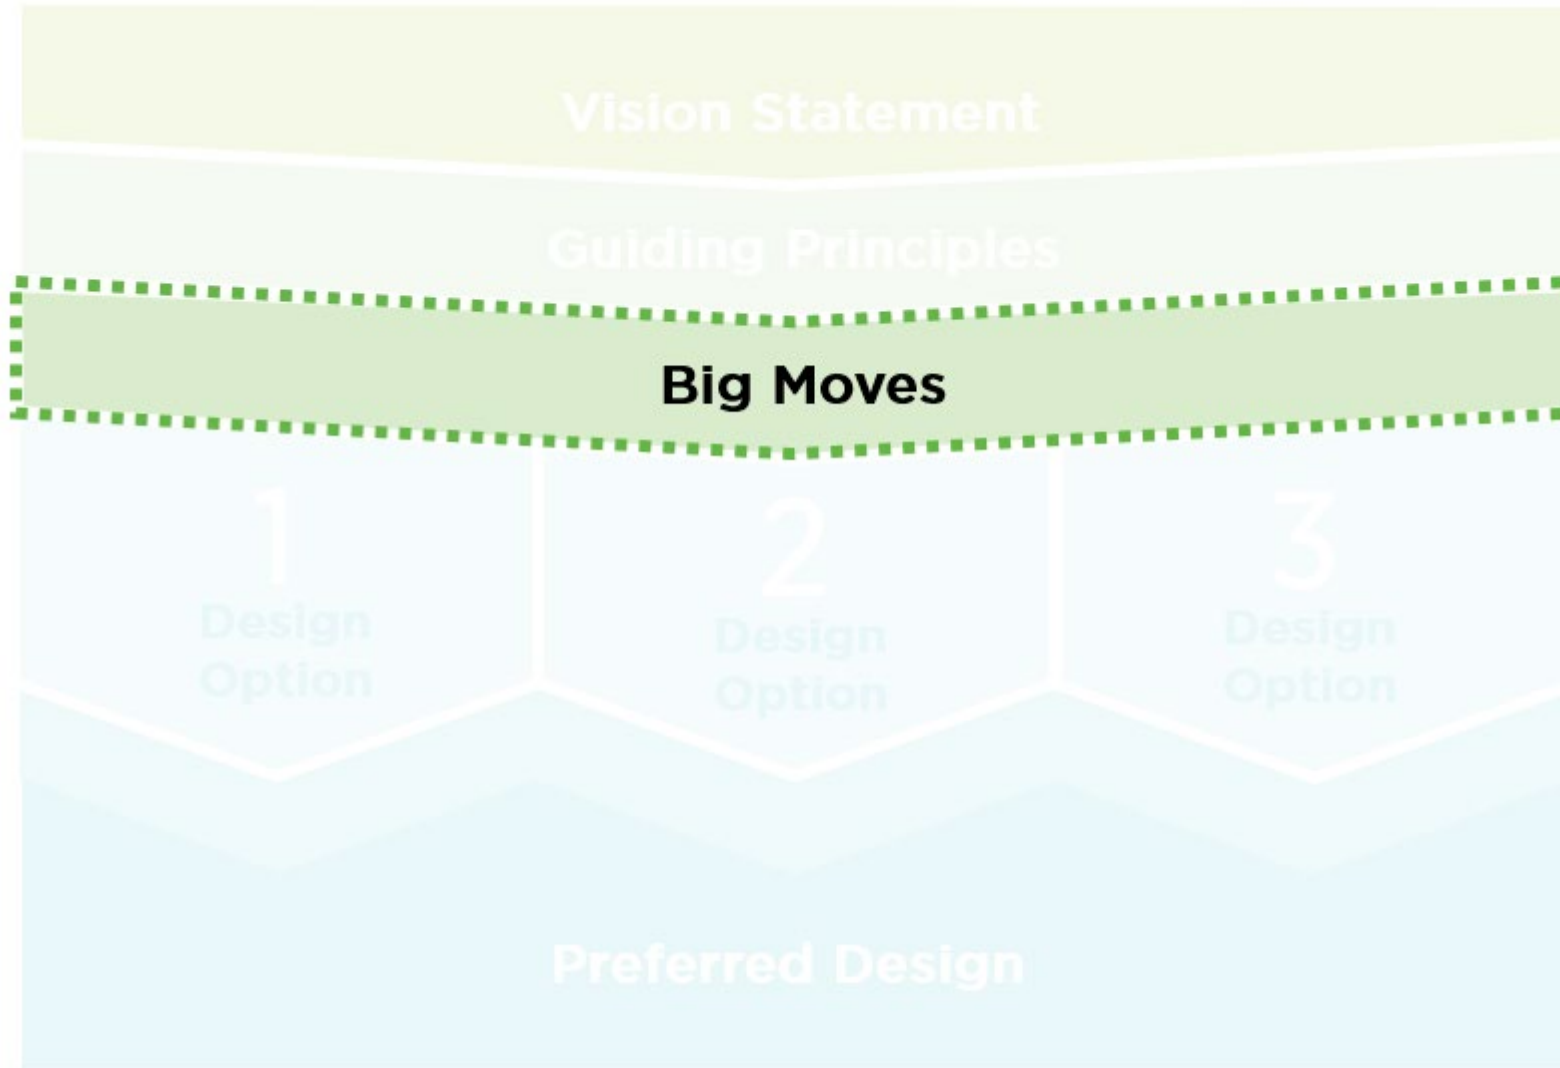 Vision Statement
Guiding Principles
Big Moves
1
Design
Option
2
Design
Option
3
Design
Option
Preferred Design